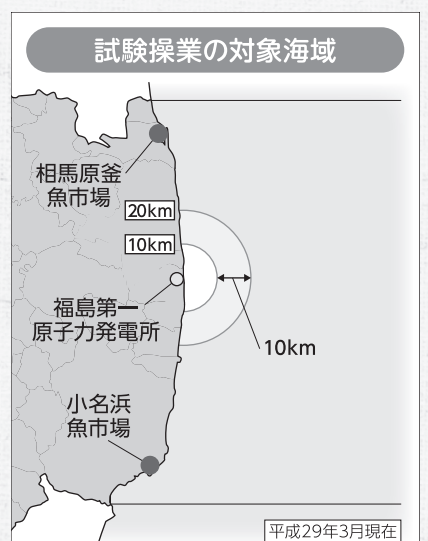 試験操業の対象海域
相馬原釜
魚市場
20km
10km
福島第一
原子力発電所
10km
小名浜
魚市場
平成29年3月現在